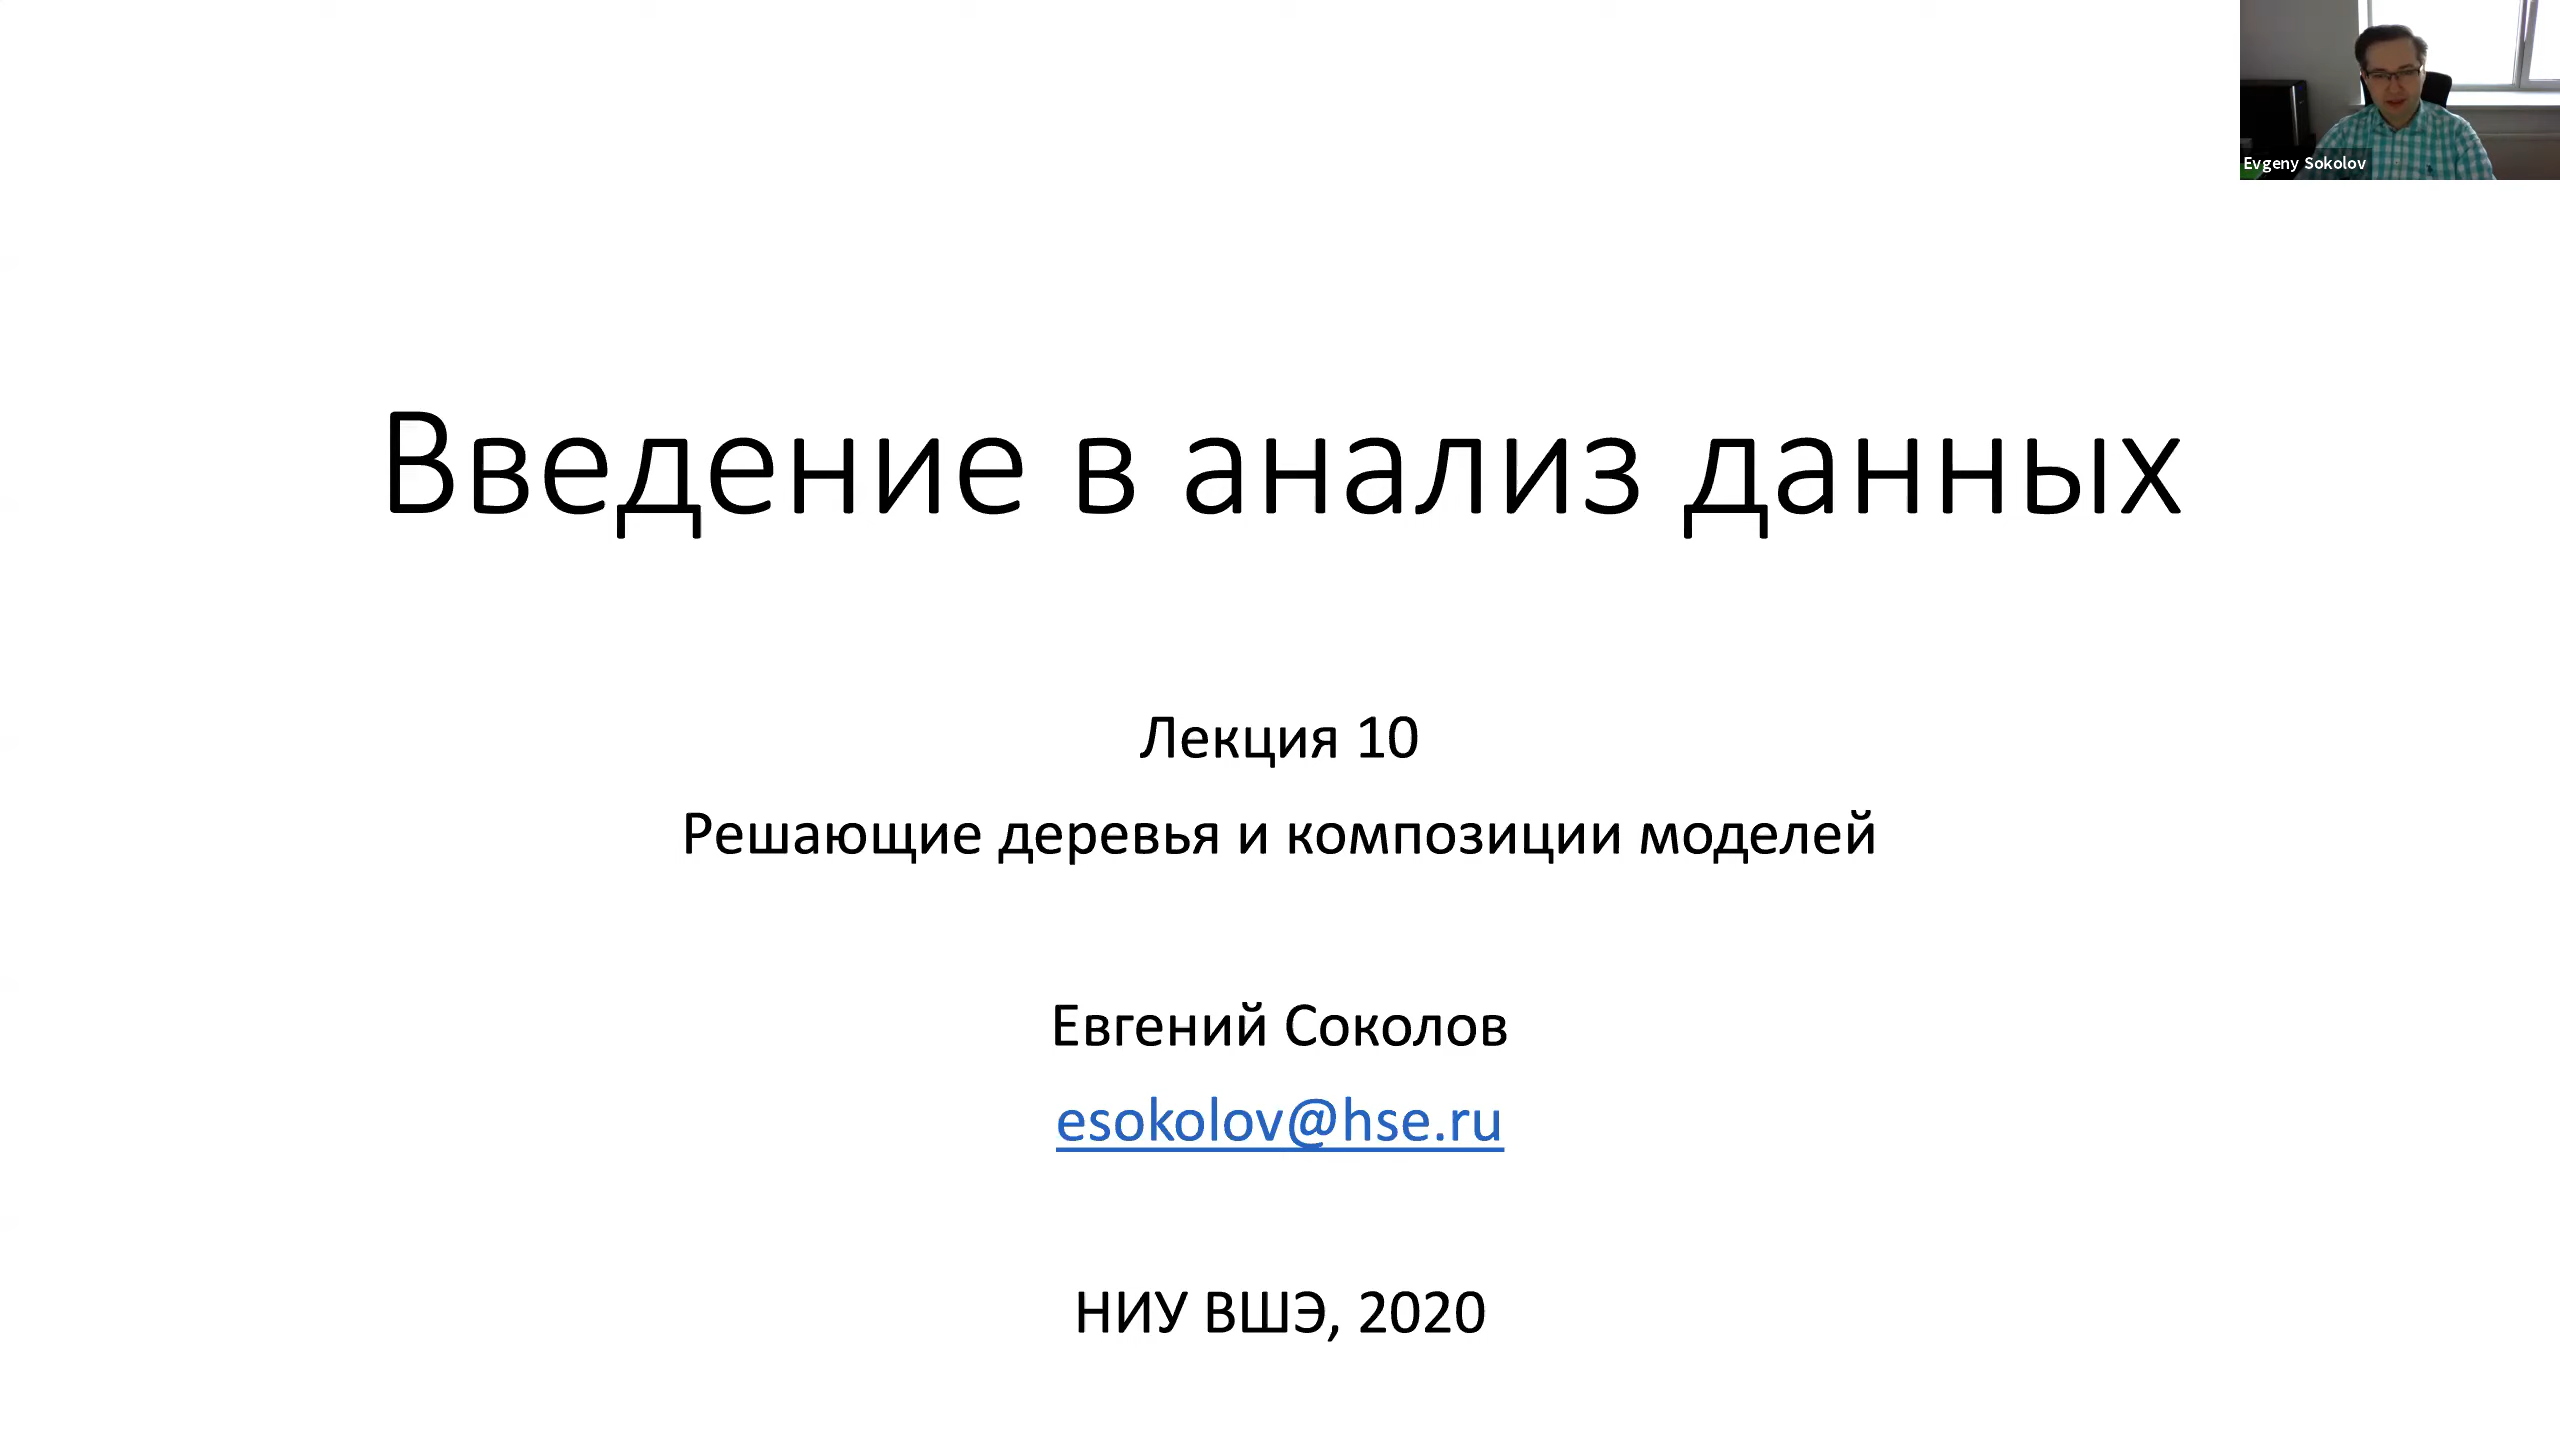 Evgeny Sokolov
Введение в анализ данных
Лекция 10
Решающие деревья и композиции моделей
Евгений Соколов
esokolov@hse.ru
НИУ ВШЭ, 2020